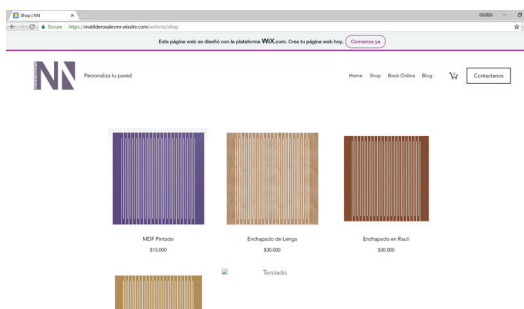 Shop | NN
Secure
https://matilderosalesmr.wixsite.com/website/shop
Este página web se diseñó con la plataforma WiX.com. Crea tu página web hoy.
Comienza ya
NN
Personaliza tu pared
Home Shop Book Online Blog
Contactanos
MDF Pintado
$15.000
Enchapado de Lenga
$30.000
Enchapado en Rauli
$30.000
Terciado